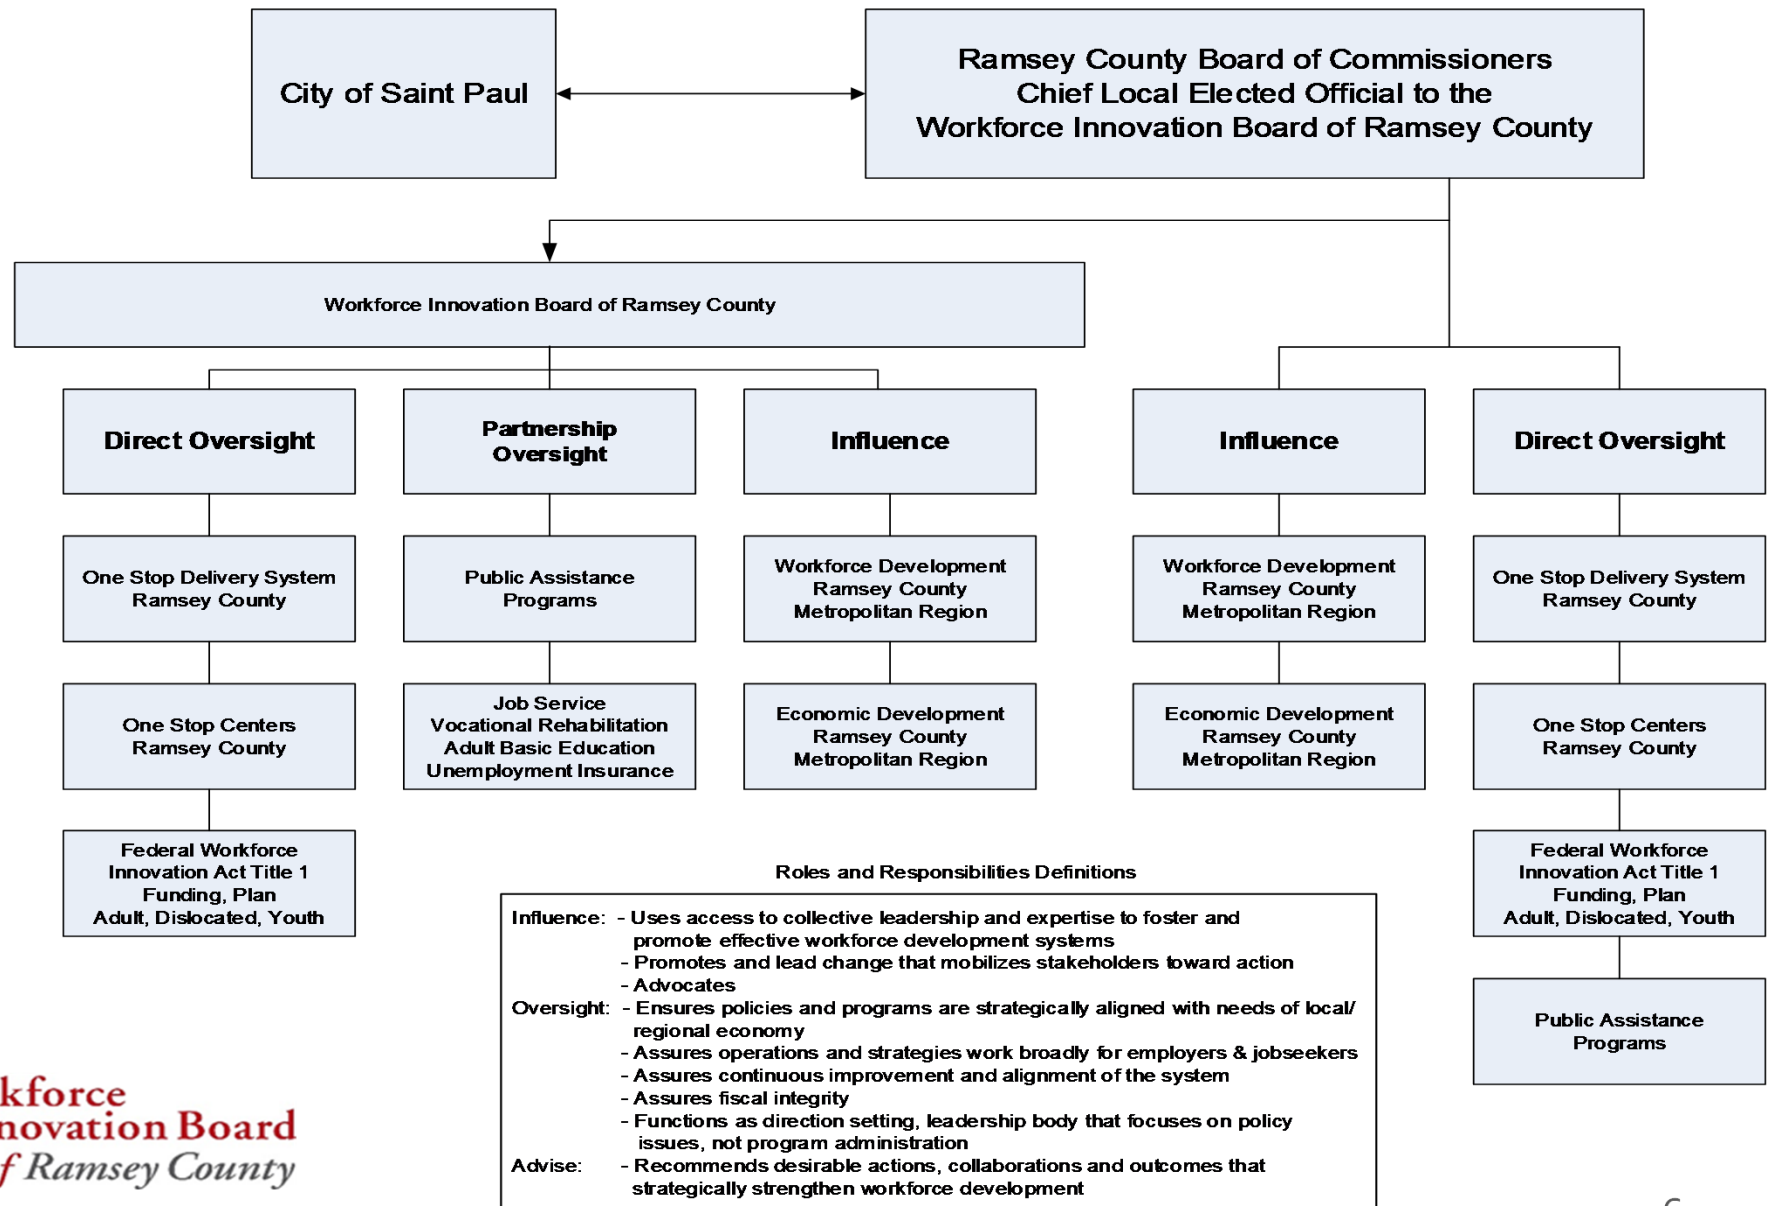 City of Saint Paul
Ramsey County Board of Commissioners
Chief Local Elected Official to the
Workforce Innovation Board of Ramsey County
Workforce Innovation Board of Ramsey County
Direct Oversight
Partnership
Oversight
Influence
Influence
Direct Oversight
One Stop Delivery System
Ramsey County
Public Assistance
Programs
Workforce Development
Ramsey County
Metropolitan Region
Workforce Development
Ramsey County
Metropolitan Region
One Stop Delivery System
Ramsey County
One Stop Centers
Ramsey County
Job Service
Vocational Rehabilitation
Adult Basic Education
Unemployment Insurance
Economic Development
Ramsey County
Metropolitan Region
Economic Development
Ramsey County
Metropolitan Region
One Stop Centers
Ramsey County
Federal Workforce
Innovation Act Title 1
Funding, Plan
Adult, Dislocated, Youth
Federal Workforce
Innovation Act Title 1
Funding, Plan
Adult, Dislocated, Youth
Public Assistance
Programs
Roles and Responsibilities Definitions
Influence: - Uses access to collective leadership and expertise to foster and
promote effective workforce development systems
- Promotes and lead change that mobilizes stakeholders toward action
- Advocates
Oversight: - Ensures policies and programs are strategically aligned with needs of local/
regional economy
- Assures operations and strategies work broadly for employers & jobseekers
- Assures continuous improvement and alignment of the system
- Assures fiscal integrity
- Functions as direction setting, leadership body that focuses on policy
issues, not program administration
Advise: - Recommends desirable actions, collaborations and outcomes that
strategically strengthen workforce development
kforce
novation Board
f Ramsey County